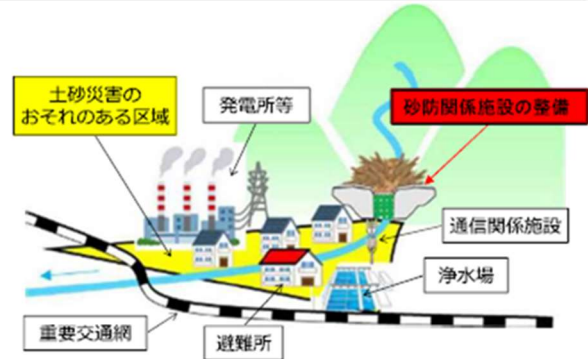 土砂災害の
おそれのある区域
発電所等
砂防関係施設の整備
通信関係施設
浄水場
重要交通網
避難所